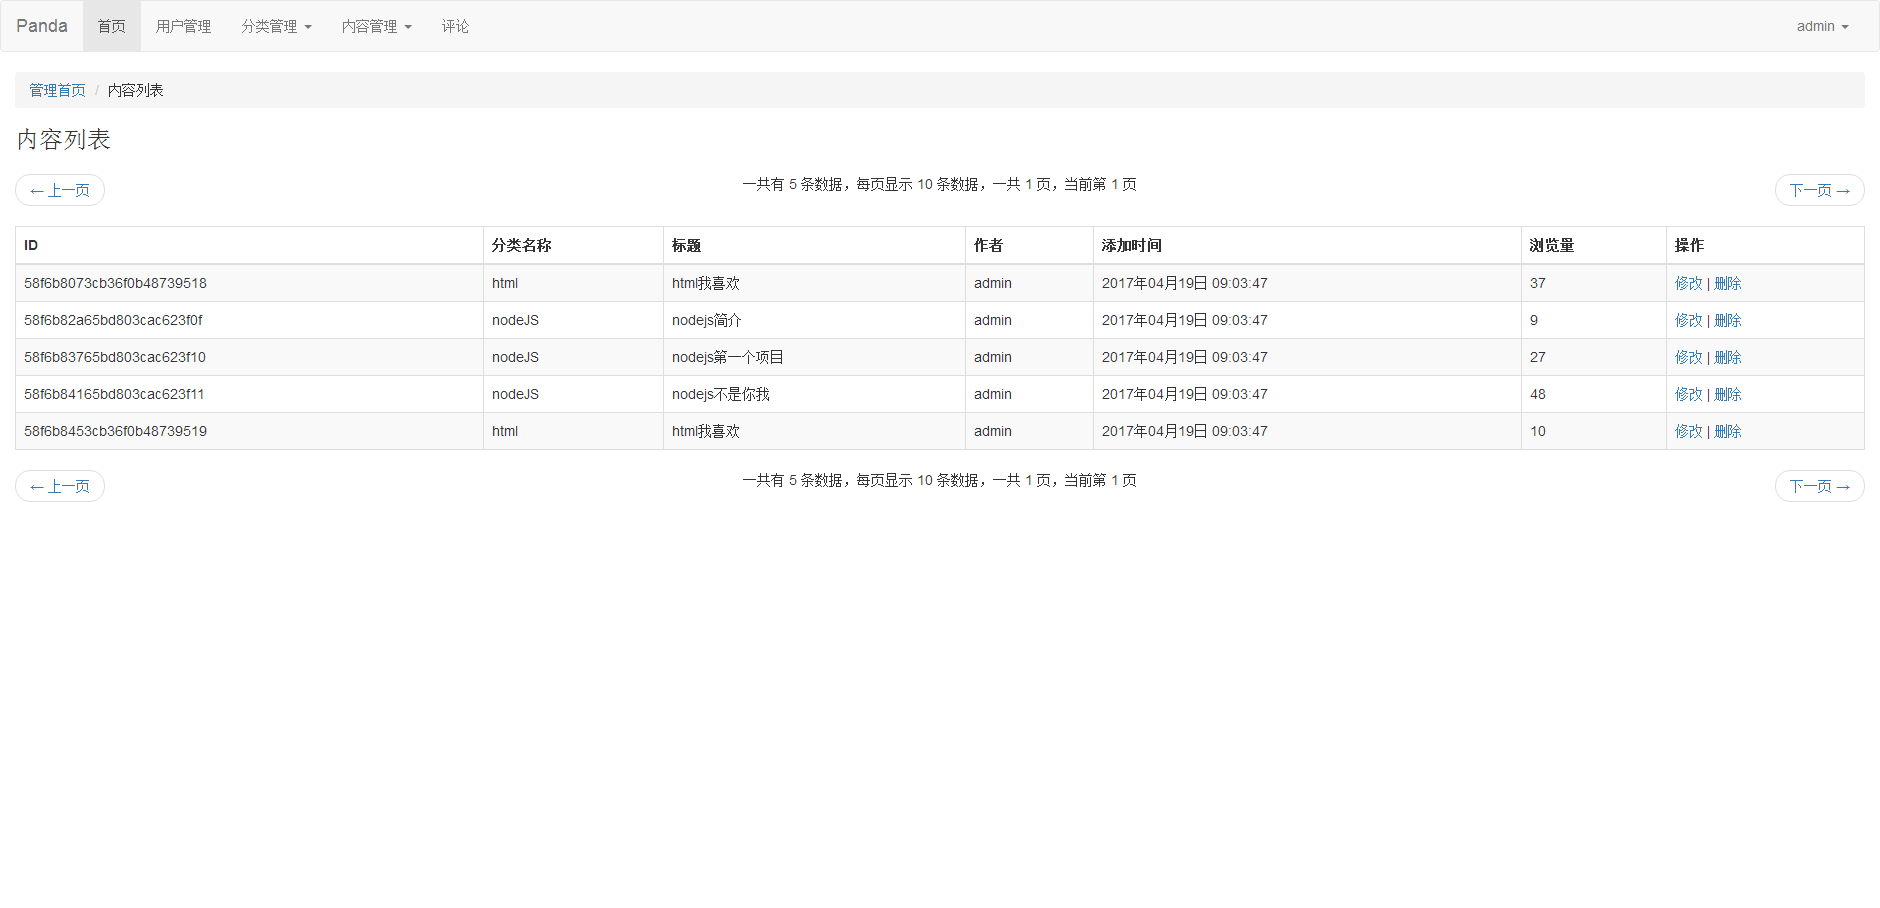 Panda 首页 用户管理 分类管理 内容管理 评论 admin
管理首页 / 内容列表
内容列表
← 上一页 一共有 5 条数据，每页显示 10 条数据，一共 1 页，当前第 1 页 下一页 →
ID 分类名称 标题 作者 添加时间 浏览量 操作
58f6b8073cb36f0b48739518 html html我喜欢 admin 2017年04月19日 09:03:47 37 修改 | 删除
58f6b82a65bd803cac623f0f nodeJS nodejs简介 admin 2017年04月19日 09:03:47 9 修改 | 删除
58f6b83765bd803cac623f10 nodeJS nodejs第一个项目 admin 2017年04月19日 09:03:47 27 修改 | 删除
58f6b84165bd803cac623f11 nodeJS nodejs不是你我 admin 2017年04月19日 09:03:47 48 修改 | 删除
58f6b8453cb36f0b48739519 html html我喜欢 admin 2017年04月19日 09:03:47 10 修改 | 删除
← 上一页 一共有 5 条数据，每页显示 10 条数据，一共 1 页，当前第 1 页 下一页 →